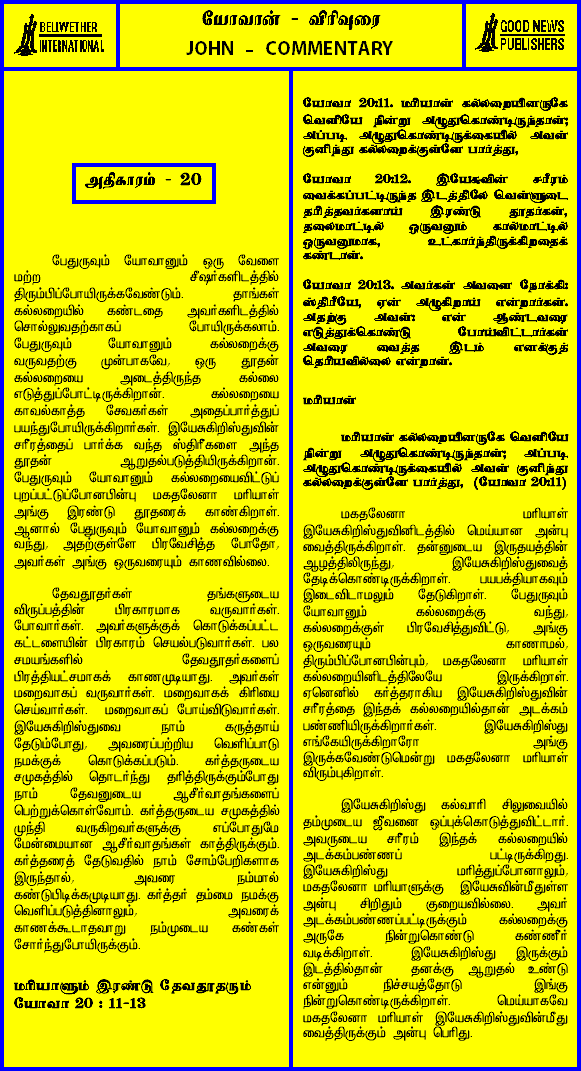 BELLWETHER
INTERNATIONAL
யோவான் - விரிவுரை
JOHN - COMMENTARY
GOOD NEWS
PUBLISHERS
அதிகாரம் - 20
பேதுருவும் யோவானும் ஒரு வேளை
மற்ற சீஷர்களிடத்தில்
திரும்பிப்போயிருக்கவேண்டும். தாங்கள்
கல்லறையில் கண்டதை அவர்களிடத்தில்
சொல்லுவதற்காகப் போயிருக்கலாம்.
பேதுருவும் யோவானும் கல்லறைக்கு
வருவதற்கு முன்பாகவே, ஒரு தூதன்
கல்லறையை அடைத்திருந்த கல்லை
எடுத்துப்போட்டிருக்கிறான். கல்லறையை
காவல்காத்த சேவகர்கள் அதைப்பார்த்துப்
பயந்துபோயிருக்கிறார்கள். இயேசுகிறிஸ்துவின்
சரீரத்தைப் பார்க்க வந்த ஸ்திரீகளை அந்த
தூதன் ஆறுதல்படுத்தியிருக்கிறான்.
பேதுருவும் யோவானும் கல்லறையைவிட்டுப்
புறப்பட்டுப்போனபின்பு மகதலேனா மரியாள்
அங்கு இரண்டு தூதரைக் காண்கிறாள்.
ஆனால் பேதுருவும் யோவானும் கல்லறைக்கு
வந்து, அதற்குள்ளே பிரவேசித்த போதோ,
அவர்கள் அங்கு ஒருவரையும் காணவில்லை.
தேவதூதர்கள் தங்களுடைய
விருப்பத்தின் பிரகாரமாக வருவார்கள்.
போவார்கள். அவர்களுக்குக் கொடுக்கப்பட்ட
கட்டளையின் பிரகாரம் செயல்படுவார்கள். பல
சமயங்களில் தேவதூதர்களைப்
பிரத்தியட்சமாகக் காணமுடியாது. அவர்கள்
மறைவாகப் வருவார்கள். மறைவாகக் கிரியை
செய்வார்கள். மறைவாகப் போய்விடுவார்கள்.
இயேசுகிறிஸ்துவை நாம் கருத்தாய்
தேடும்போது, அவரைப்பற்றிய வெளிப்பாடு
நமக்குக் கொடுக்கப்படும். கர்த்தருடைய
சமுகத்தில் தொடர்ந்து தரித்திருக்கும்போது
நாம் தேவனுடைய ஆசீர்வாதங்களைப்
பெற்றுக்கொள்வோம். கர்த்தருடைய சமுகத்தில்
முந்தி வருகிறவர்களுக்கு எப்போதுமே
மேன்மையான ஆசீர்வாதங்கள் காத்திருக்கும்.
கர்த்தரைத் தேடுவதில் நாம் சோம்பேறிகளாக
இருந்தால், அவரை நம்மால்
கண்டுபிடிக்கமுடியாது. கர்த்தர் தம்மை நமக்கு
வெளிப்படுத்தினாலும், அவரைக்
காணக்கூடாதவாறு நம்முடைய கண்கள்
சோர்ந்துபோயிருக்கும்.
மரியாளும் இரண்டு தேவதூதரும்
யோவா 20 : 11-13
யோவா 20:11. மரியாள் கல்லறையினருகே
வெளியே நின்று அழுதுகொண்டிருந்தாள்;
அப்படி அழுதுகொண்டிருக்கையில் அவள்
குனிந்து கல்லறைக்குள்ளே பார்த்து,
யோவா 20:12. இயேசுவின் சரீரம்
வைக்கப்பட்டிருந்த இடத்திலே வெள்ளுடை
தரித்தவர்களாய் இரண்டு தூதர்கள்,
தலைமாட்டில் ஒருவனும் கால்மாட்டில்
ஒருவனுமாக, உட்கார்ந்திருக்கிறதைக்
கண்டாள்.
யோவா 20:13. அவர்கள் அவளை நோக்கி:
ஸ்திரீயே, ஏன் அழுகிறாய் என்றார்கள்.
அதற்கு அவள்: என் ஆண்டவரை
எடுத்துக்கொண்டு போய்விட்டார்கள்
அவரை வைத்த இடம் எனக்குத்
தெரியவில்லை என்றாள்.
மரியாள்
மரியாள் கல்லறையினருகே வெளியே
நின்று அழுதுகொண்டிருந்தாள்; அப்படி
அழுதுகொண்டிருக்கையில் அவள் குனிந்து
கல்லறைக்குள்ளே பார்த்து, (யோவா 20:11)
மகதலேனா மரியாள்
இயேசுகிறிஸ்துவினிடத்தில் மெய்யான அன்பு
வைத்திருக்கிறாள். தன்னுடைய இருதயத்தின்
ஆழத்திலிருந்து, இயேசுகிறிஸ்துவைத்
தேடிக்கொண்டிருக்கிறாள். பயபக்தியாகவும்
இடைவிடாமலும் தேடுகிறாள். பேதுருவும்
யோவானும் கல்லறைக்கு வந்து,
கல்லறைக்குள் பிரவேசித்துவிட்டு, அங்கு
ஒருவரையும் காணாமல்,
திரும்பிப்போனபின்பும், மகதலேனா மரியாள்
கல்லறையினிடத்திலேயே இருக்கிறாள்.
ஏனெனில் கர்த்தராகிய இயேசுகிறிஸ்துவின்
சரீரத்தை இந்தக் கல்லறையில்தான் அடக்கம்
பண்ணியிருக்கிறார்கள். இயேசுகிறிஸ்து
எங்கேயிருக்கிறாரோ அங்கு
இருக்கவேண்டுமென்று மகதலேனா மரியாள்
விரும்புகிறாள்.
இயேசுகிறிஸ்து கல்வாரி சிலுவையில்
தம்முடைய ஜீவனை ஒப்புக்கொடுத்துவிட்டார்.
அவருடைய சரீரம் இந்தக் கல்லறையில்
அடக்கம்பண்ணப் பட்டிருக்கிறது.
இயேசுகிறிஸ்து மரித்துப்போனாலும்,
மகதலேனா மரியாளுக்கு இயேசுவின்மீதுள்ள
அன்பு சிறிதும் குறையவில்லை. அவர்
அடக்கம்பண்ணப்பட்டிருக்கும் கல்லறைக்கு
அருகே நின்றுகொண்டு கண்ணீர்
வடிக்கிறாள். இயேசுகிறிஸ்து இருக்கும்
இடத்தில்தான் தனக்கு ஆறுதல் உண்டு
என்னும் நிச்சயத்தோடு இங்கு
நின்றுகொண்டிருக்கிறாள். மெய்யாகவே
மகதலேனா மரியாள் இயேசுகிறிஸ்துவின்மீது
வைத்திருக்கும் அன்பு பெரிது.